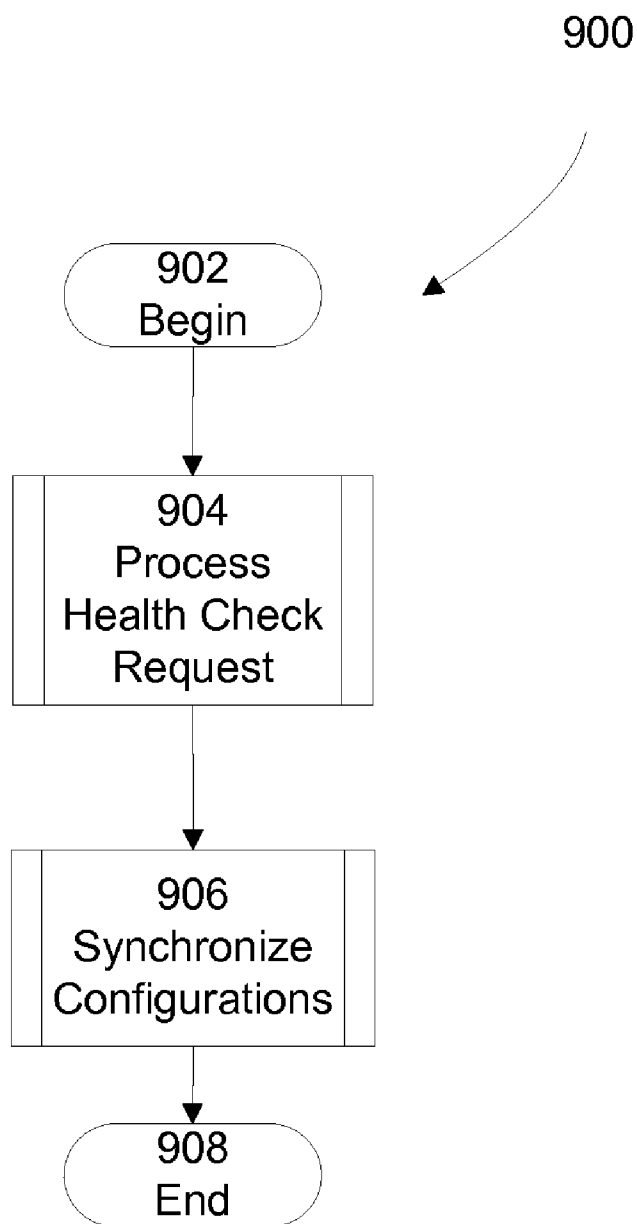 900
902
Begin
904
Process
Health Check
Request
906
Synchronize
Configurations
908
End